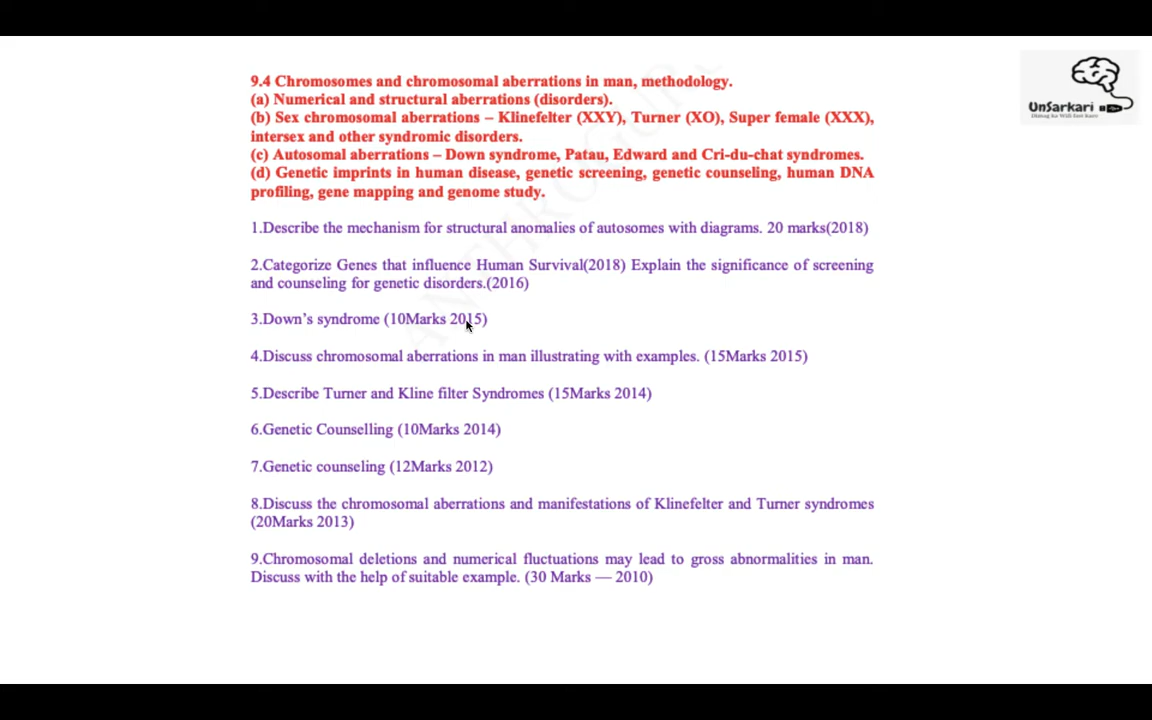 9.4 Chromosomes and chromosomal aberrations in man, methodology.
(a) Numerical and structural aberrations (disorders).
(b) Sex chromosomal aberrations – Klinefelter (XXY), Turner (XO), Super female (XXX),
intersex and other syndromic disorders.
(c) Autosomal aberrations – Down syndrome, Patau, Edward and Cri-du-chat syndromes.
(d) Genetic imprints in human disease, genetic screening, genetic counseling, human DNA
profiling, gene mapping and genome study.
1.Describe the mechanism for structural anomalies of autosomes with diagrams. 20 marks(2018)
2.Categorize Genes that influence Human Survival(2018) Explain the significance of screening
and counseling for genetic disorders.(2016)
3.Down's syndrome (10Marks 2015)
4.Discuss chromosomal aberrations in man illustrating with examples. (15Marks 2015)
5.Describe Turner and Kline filter Syndromes (15Marks 2014)
6.Genetic Counselling (10Marks 2014)
7.Genetic counseling (12Marks 2012)
8.Discuss the chromosomal aberrations and manifestations of Klinefelter and Turner syndromes
(20Marks 2013)
9.Chromosomal deletions and numerical fluctuations may lead to gross abnormalities in man.
Discuss with the help of suitable example. (30 Marks — 2010)
UnSarkari
Dimag Ka Will Fest Karo